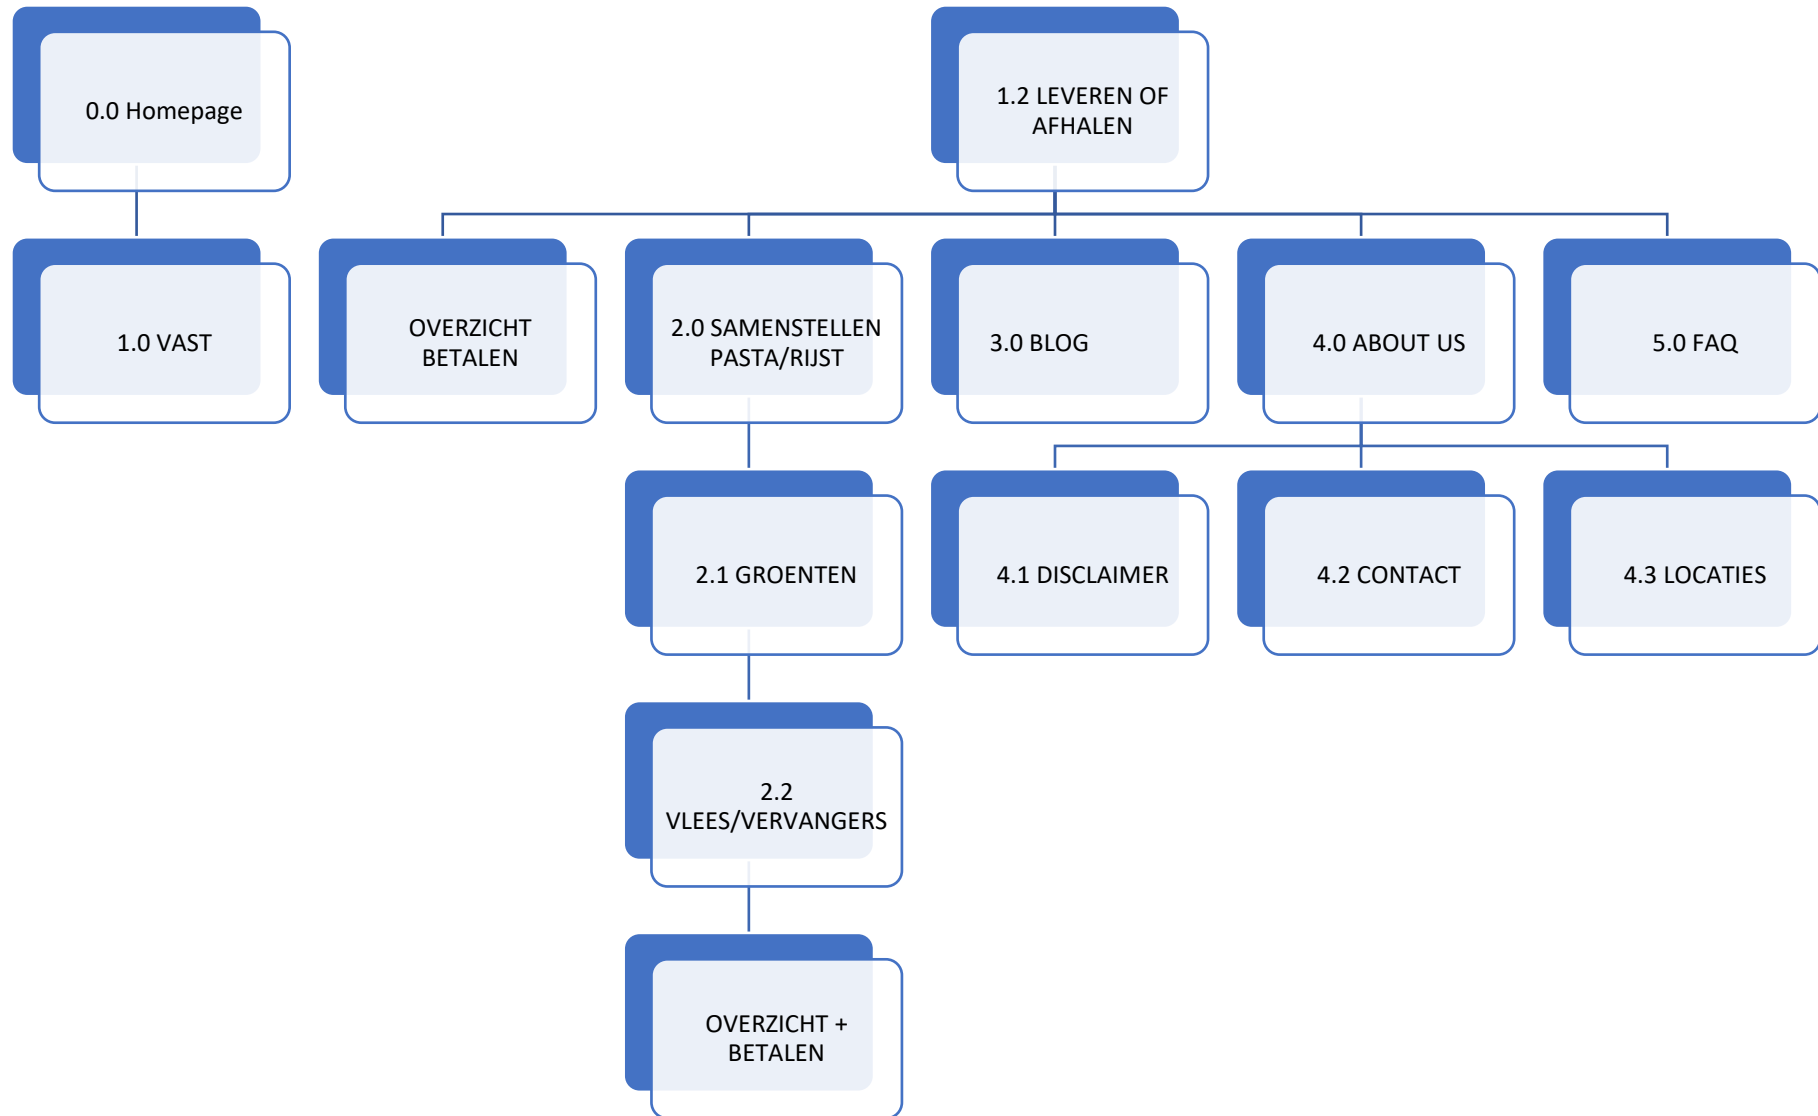 0.0 Homepage
1.2 LEVEREN OF
AFHALEN
1.0 VAST
OVERZICHT
BETALEN
2.0 SAMENSTELLEN
PASTA/RIJST
3.0 BLOG
4.0 ABOUT US
5.0 FAQ
2.1 GROENTEN
4.1 DISCLAIMER
4.2 CONTACT
4.3 LOCATIES
2.2
VLEES/VERVANGERS
OVERZICHT +
BETALEN